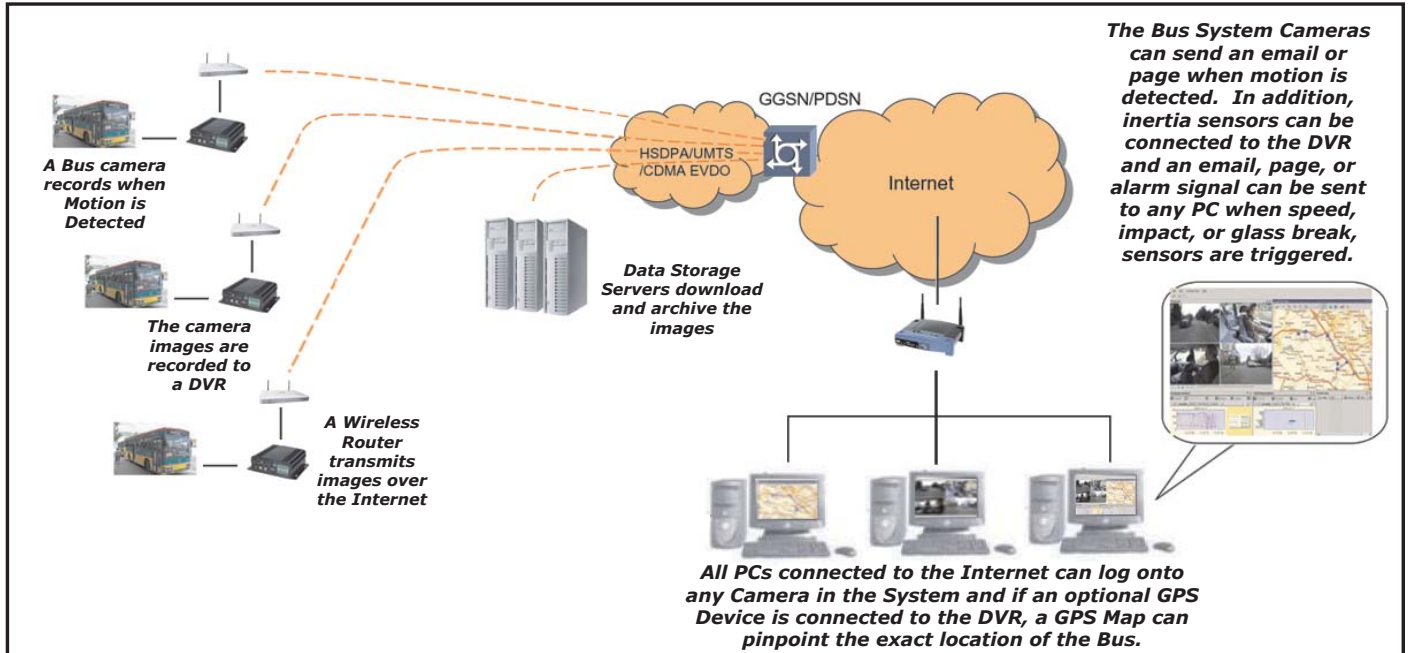 The Bus System Cameras
can send an email or
page when motion is
detected. In addition,
inertia sensors can be
connected to the DVR
and an email, page, or
alarm signal can be sent
to any PC when speed,
impact, or glass break,
sensors are triggered.
GGSN/PDSN
HSDPA/UMTS
/CDMA EVDO
Internet
A Bus camera
records when
Motion is
Detected
Data Storage
Servers download
and archive the
images
The camera
images are
recorded to
a DVR
A Wireless
Router
transmits
images over
the Internet
All PCs connected to the Internet can log onto
any Camera in the System and if an optional GPS
Device is connected to the DVR, a GPS Map can
pinpoint the exact location of the Bus.